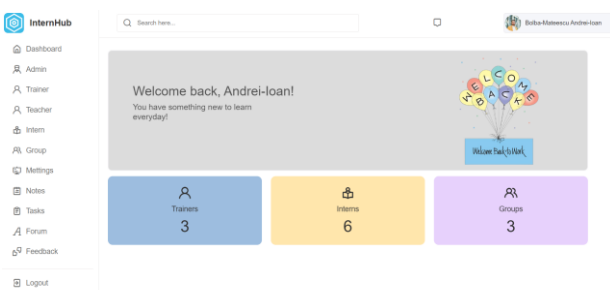 InternHub
Search here...
Bolba-Mateescu Andrei-Ioan
Dashboard
Admin
Trainer
Teacher
Intern
Group
Mettings
Notes
Tasks
Forum
Feedback
Logout
Welcome back, Andrei-Ioan!
You have something new to learn
everyday!
WELCOME
BACK
Welcome Back to Work
Trainers
3
Interns
6
Groups
3